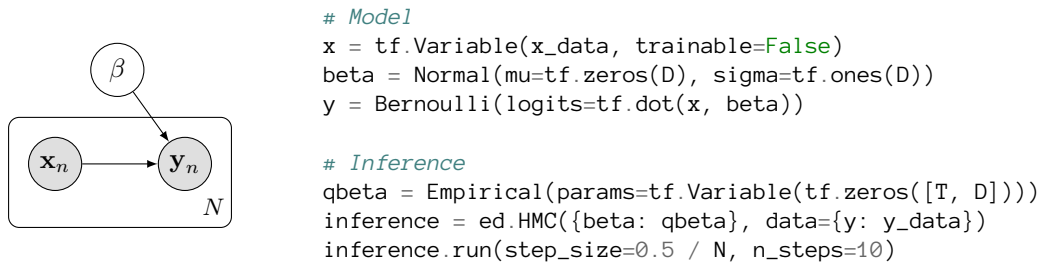 β
x_n
y_n
N
# Model
x = tf.Variable(x_data, trainable=False)
beta = Normal(mu=tf.zeros(D), sigma=tf.ones(D))
y = Bernoulli(logits=tf.dot(x, beta))
# Inference
qbeta = Empirical(params=tf.Variable(tf.zeros([T, D])))
inference = ed.HMC({beta: qbeta}, data={y: y_data})
inference.run(step_size=0.5 / N, n_steps=10)